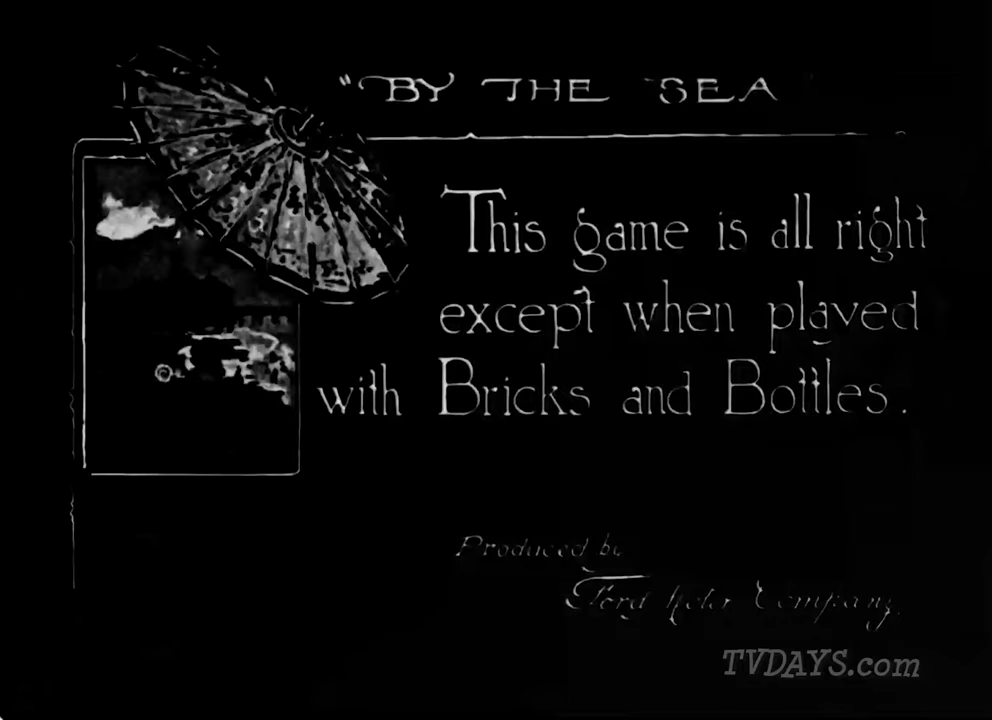 "BY THE SEA
This game is all right
except when played
with Bricks and Bottles.
Produced by
Ford Motor Company.
TVDAYS.com